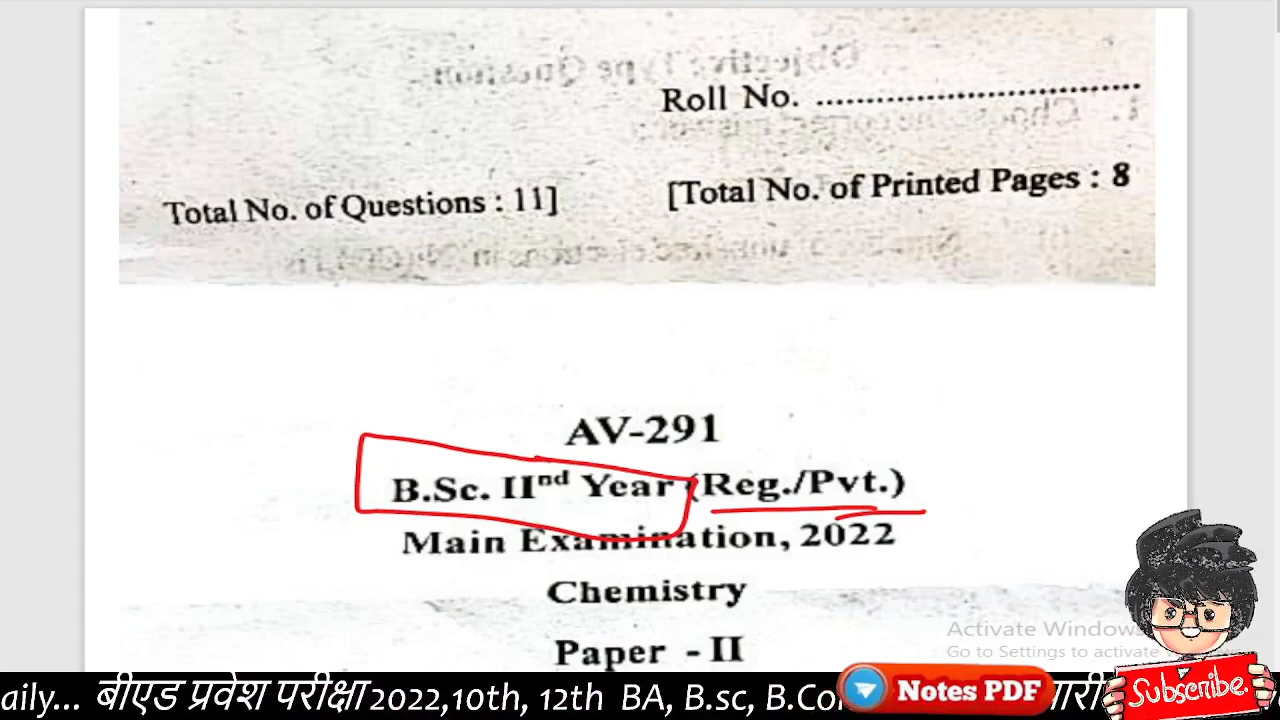 Roll No. ..............................
Total No. of Questions : 11]
[Total No. of Printed Pages : 8
AV-291
B.Sc. IInd Year (Reg./Pvt.)
Main Examination, 2022
Chemistry
Paper - II
Activate Windows
Go to Settings to activate
aily... बीएड प्रवेश परीक्षा 2022,10th, 12th BA, B.sc, B.Co
Notes PDF
Subscribe.